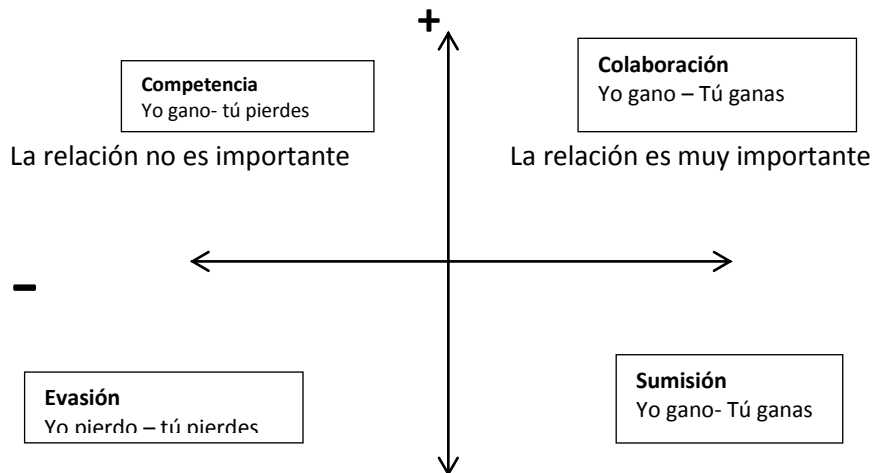 +
Competencia
Yo gano- tú pierdes
Colaboración
Yo gano – Tú ganas
La relación no es importante
La relación es muy importante
–
Evasión
Yo pierdo – tú pierdes
Sumisión
Yo gano- Tú ganas